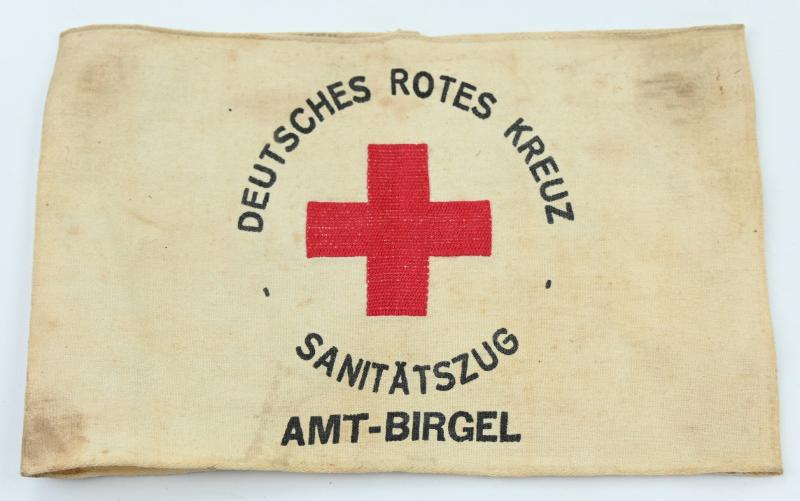 DEUTSCHES ROTES KREUZ
SANITÄTSZUG
AMT-BIRGEL